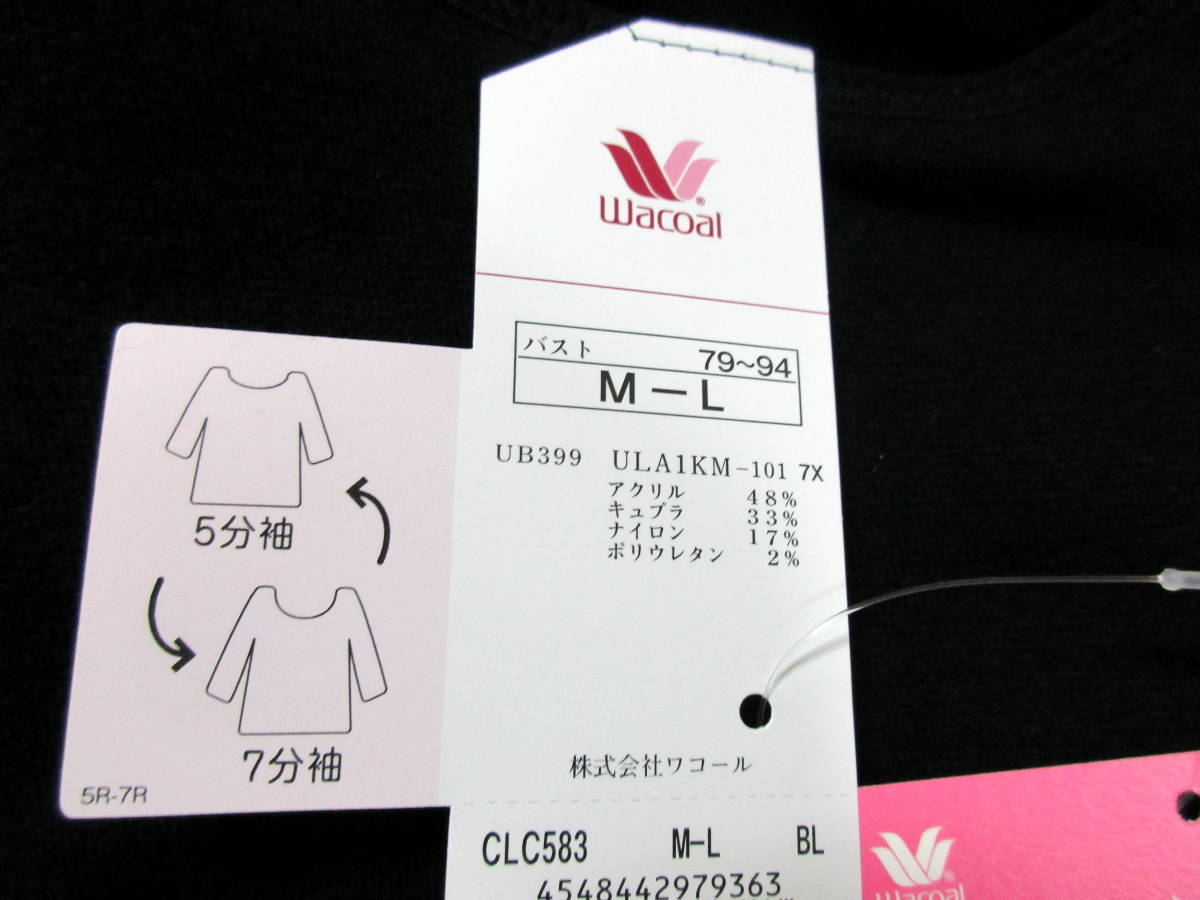 Wacoal®
バスト 79~94
M－L
UB399 ULA1KM-101 7X
アクリル 48%
キュプラ 33%
ナイロン 17%
ポリウレタン 2%
株式会社ワコール
CLC583 M-L BL
4548442979363
5分袖
7分袖
5R-7R
Wacoal